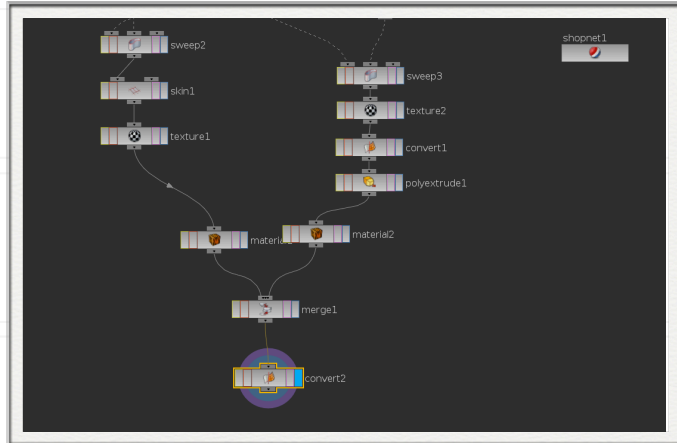 shopnet1
sweep2
sweep3
skin1
texture2
texture1
convert1
polyextrude1
material2
merge1
convert2